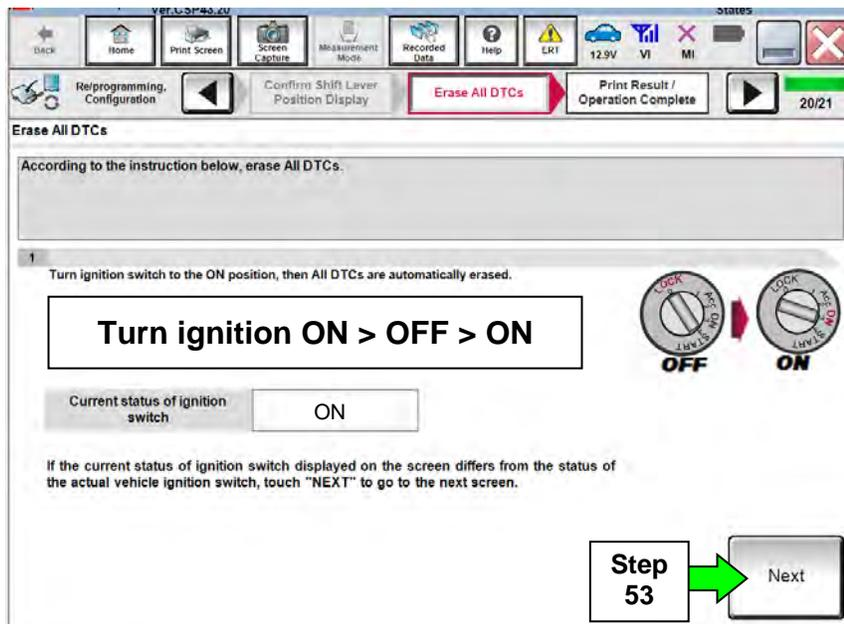 Ver.CSP43.20
States
Back
Home
Print Screen
Screen
Capture
Measurement
Mode
Recorded
Data
Help
ERT
12.9V
VI
MI
Re/programming,
Configuration
Confirm Shift Lever
Position Display
Erase All DTCs
Print Result /
Operation Complete
20/21
Erase All DTCs
According to the instruction below, erase All DTCs.
1
Turn ignition switch to the ON position, then All DTCs are automatically erased.
Turn ignition ON > OFF > ON
LOCK
Acc
ON
START
OFF
LOCK
Acc
ON
START
ON
Current status of ignition
switch
ON
If the current status of ignition switch displayed on the screen differs from the status of
the actual vehicle ignition switch, touch "NEXT" to go to the next screen.
Step
53
Next